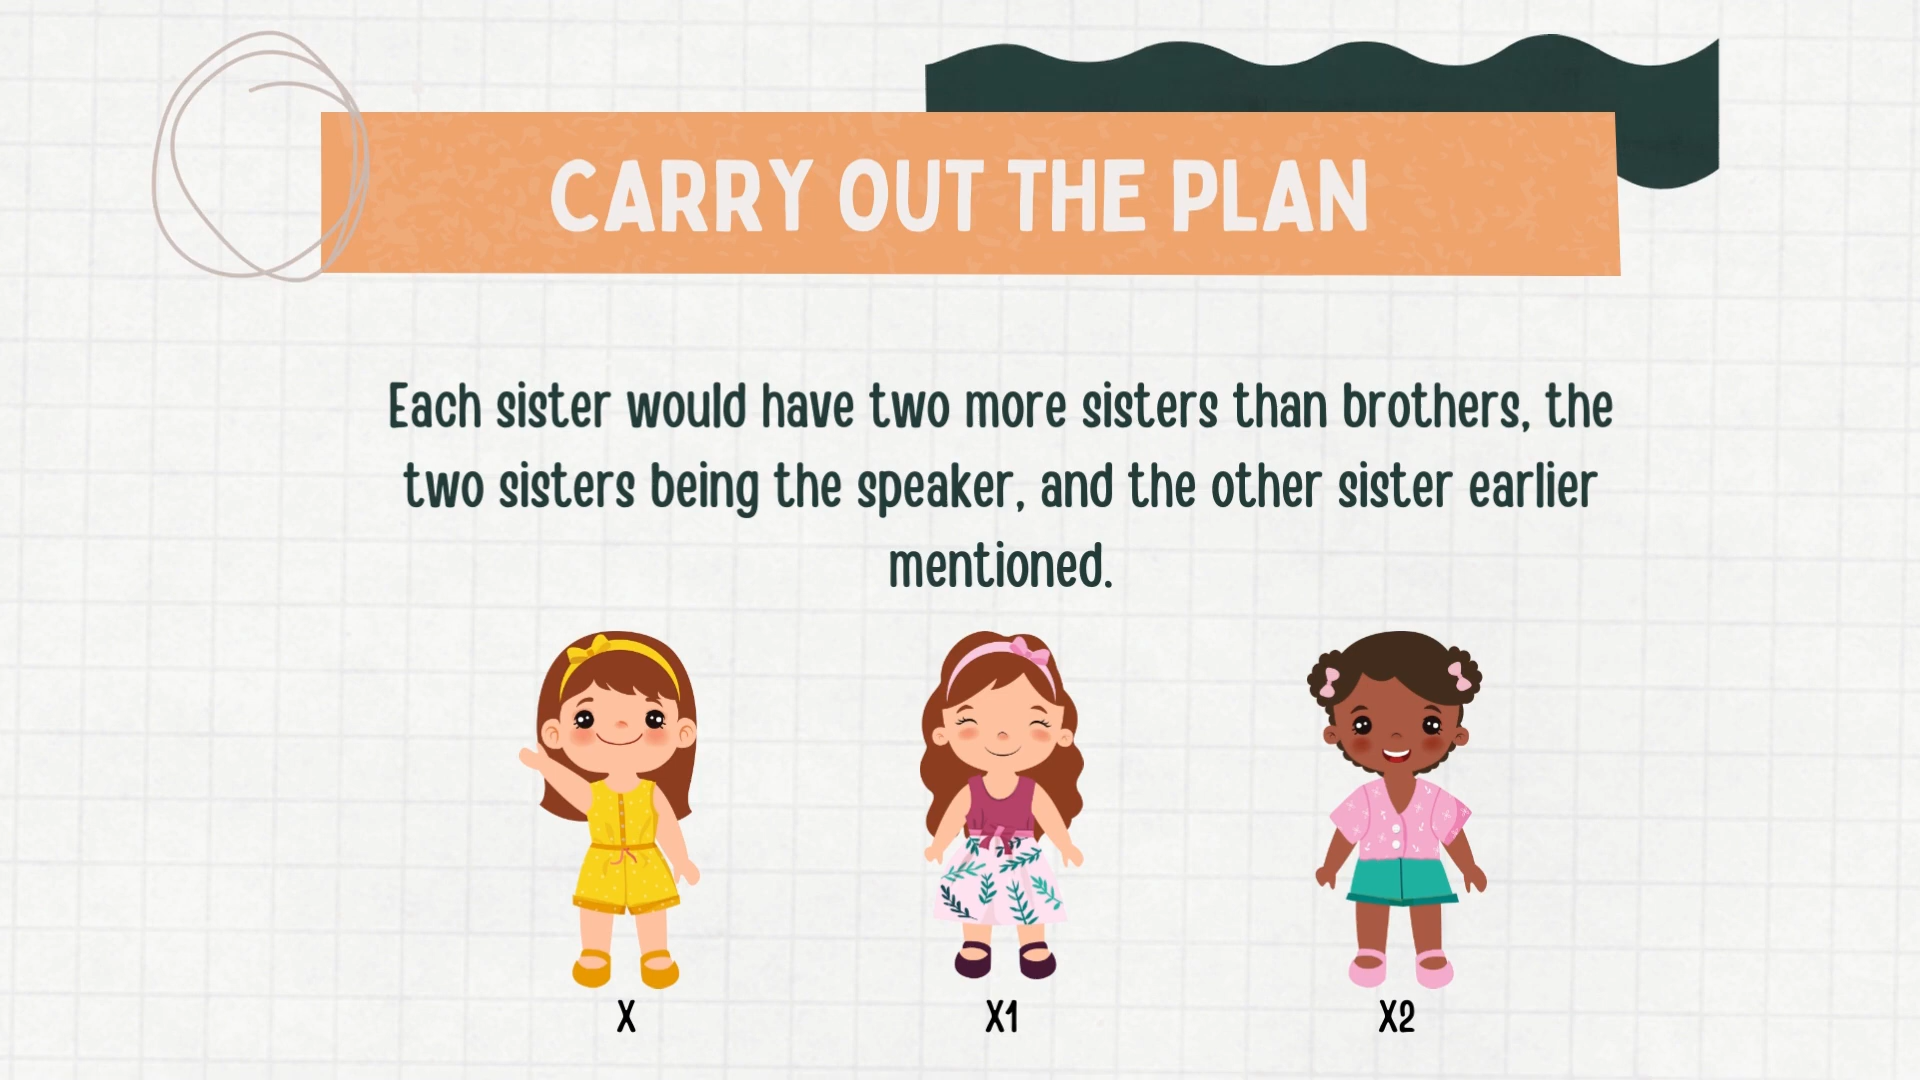 CARRY OUT THE PLAN
Each sister would have two more sisters than brothers, the
two sisters being the speaker, and the other sister earlier
mentioned.
X
X1
X2